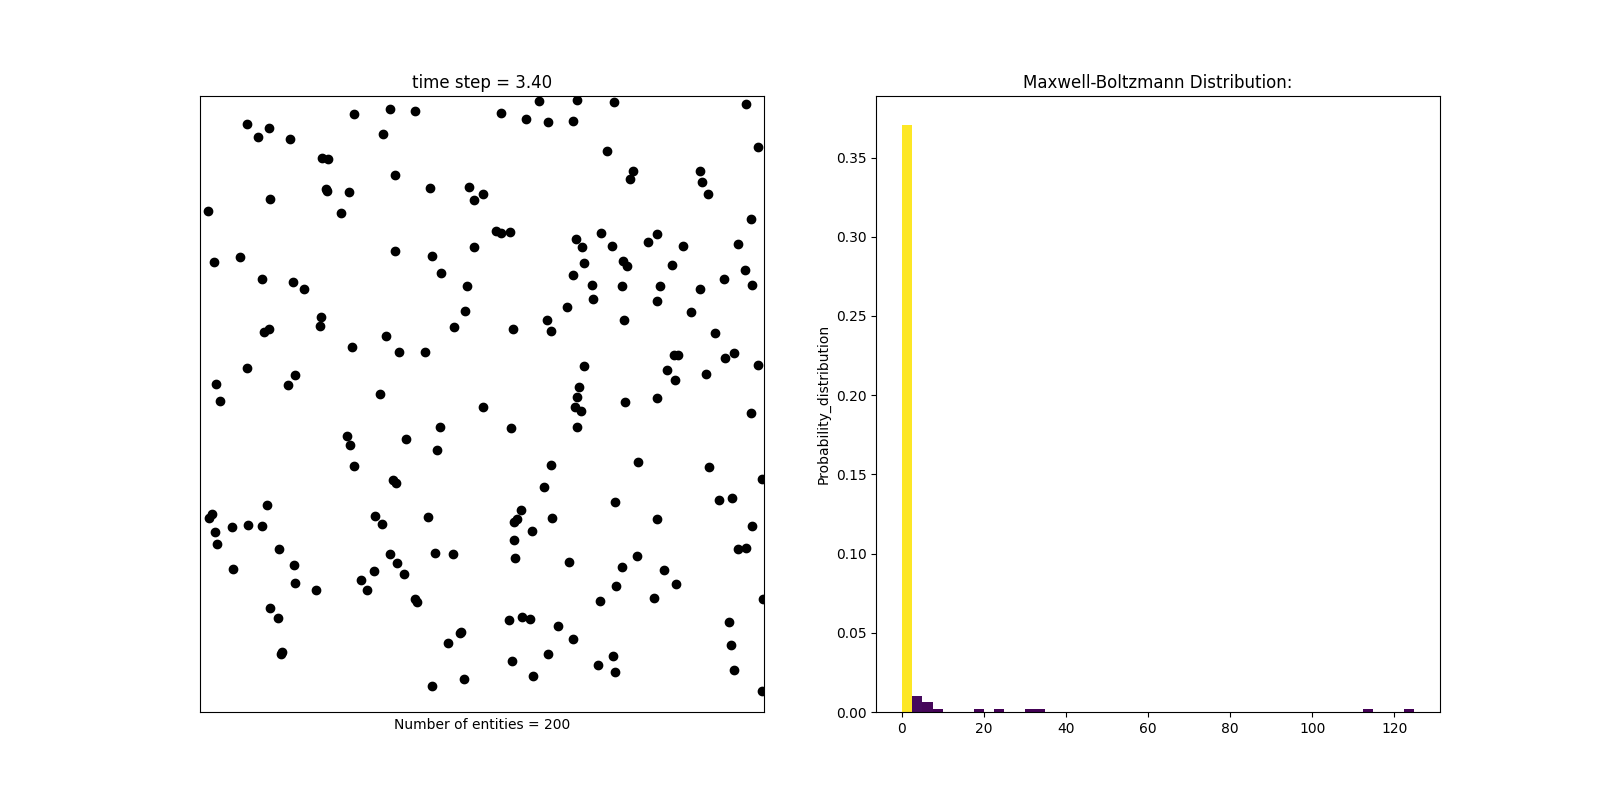 time step = 3.40
Number of entities = 200
Maxwell-Boltzmann Distribution:
Probability_distribution
0.35
0.30
0.25
0.20
0.15
0.10
0.05
0.00
0 20 40 60 80 100 120